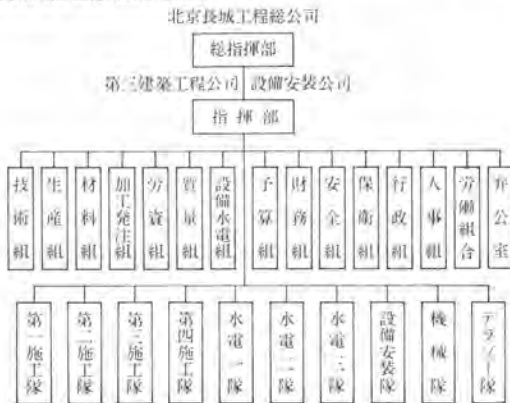 北京長城工程総公司
総指揮部
第三建築工程公司 設備安装公司
指揮部
技術組
生産組
材料組
加工発注組
労資組
質量組
設備水電組
予算組
財務組
安全組
保衛組
行政組
人事組
労働組合
弁公室
第一施工隊
第二施工隊
第三施工隊
第四施工隊
水電一隊
水電二隊
水電三隊
設備安装隊
機械隊
テラゾー隊